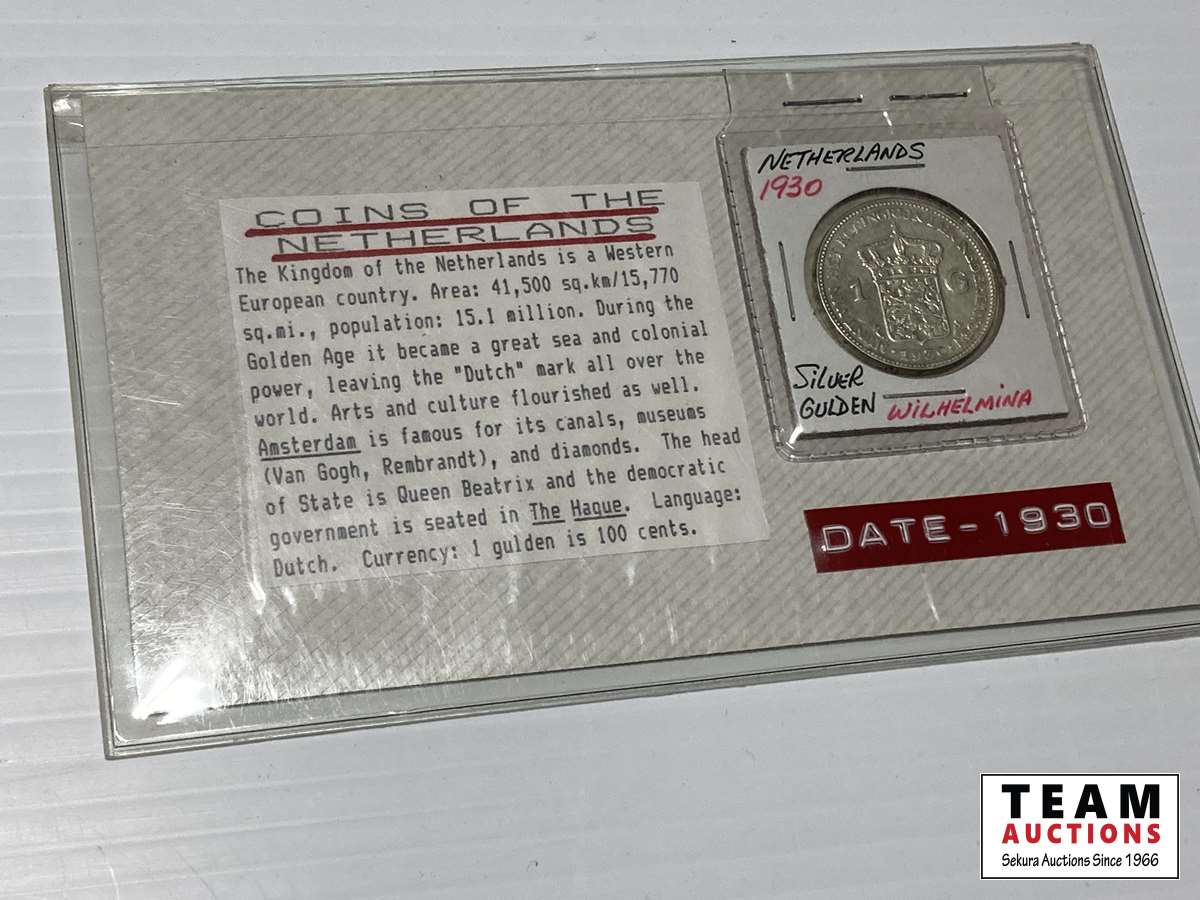 COINS OF THE
NETHERLANDS
The Kingdom of the Netherlands is a Western
European country. Area: 41,500 sq.km/15,770
sq.mi., population: 15.1 million. During the
Golden Age it became a great sea and colonial
power, leaving the "Dutch" mark all over the
world. Arts and culture flourished as well.
Amsterdam is famous for its canals, museums
(Van Gogh, Rembrandt), and diamonds. The head
of State is Queen Beatrix and the democratic
government is seated in The Hague. Language:
Dutch. Currency: 1 gulden is 100 cents.
NETHERLANDS
1930
1 G
SILVER
GULDEN WILHELMINA
DATE-1930
TEAM
AUCTIONS
Sekura Auctions Since 1966